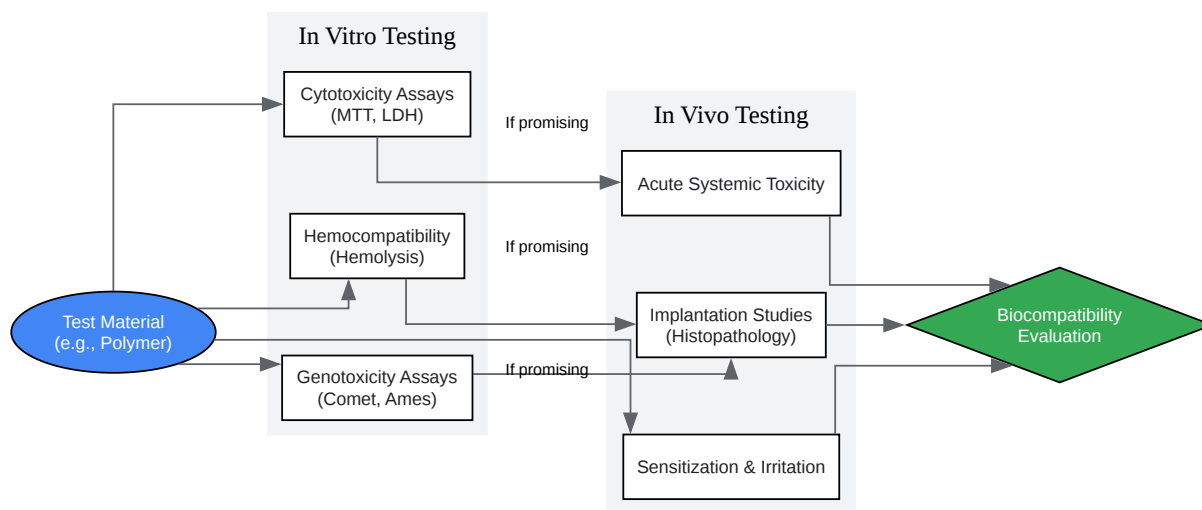 In Vitro Testing
Cytotoxicity Assays
(MTT, LDH)
If promising
In Vivo Testing
Acute Systemic Toxicity
Hemocompatibility
(Hemolysis)
If promising
Test Material
(e.g., Polymer)
Implantation Studies
(Histopathology)
Biocompatibility
Evaluation
Genotoxicity Assays
(Comet, Ames)
If promising
Sensitization & Irritation